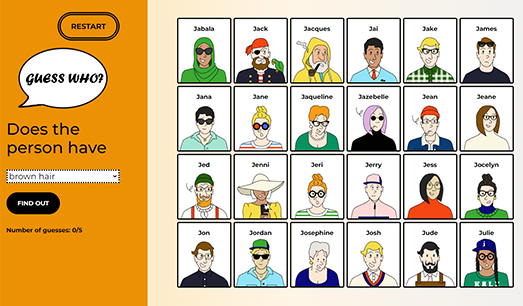 RESTART
GUESS WHO?
Does the
person have
brown hair
FIND OUT
Number of guesses: 0/5
Jabala Jack Jacques Jai Jake James
Jana Jane Jaqueline Jazebelle Jean Jeane
Jed Jenni Jeri Jerry Jess Jocelyn
Jon Jordan Josephine Josh Jude Julie